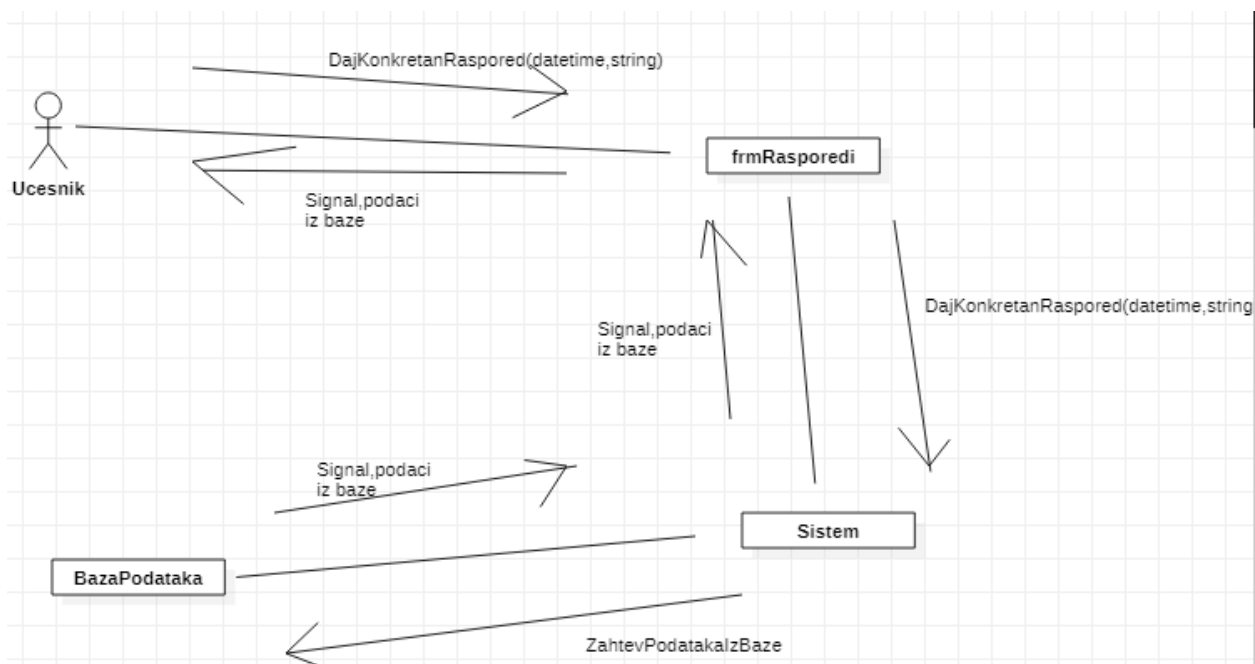 DajKonkretanRaspored(datetime,string)
frmRasporedi
Ucesnik
Signal,podaci
iz baze
DajKonkretanRaspored(datetime,string
Signal,podaci
iz baze
Signal,podaci
iz baze
Sistem
BazaPodataka
ZahtevPodatakaIzBaze